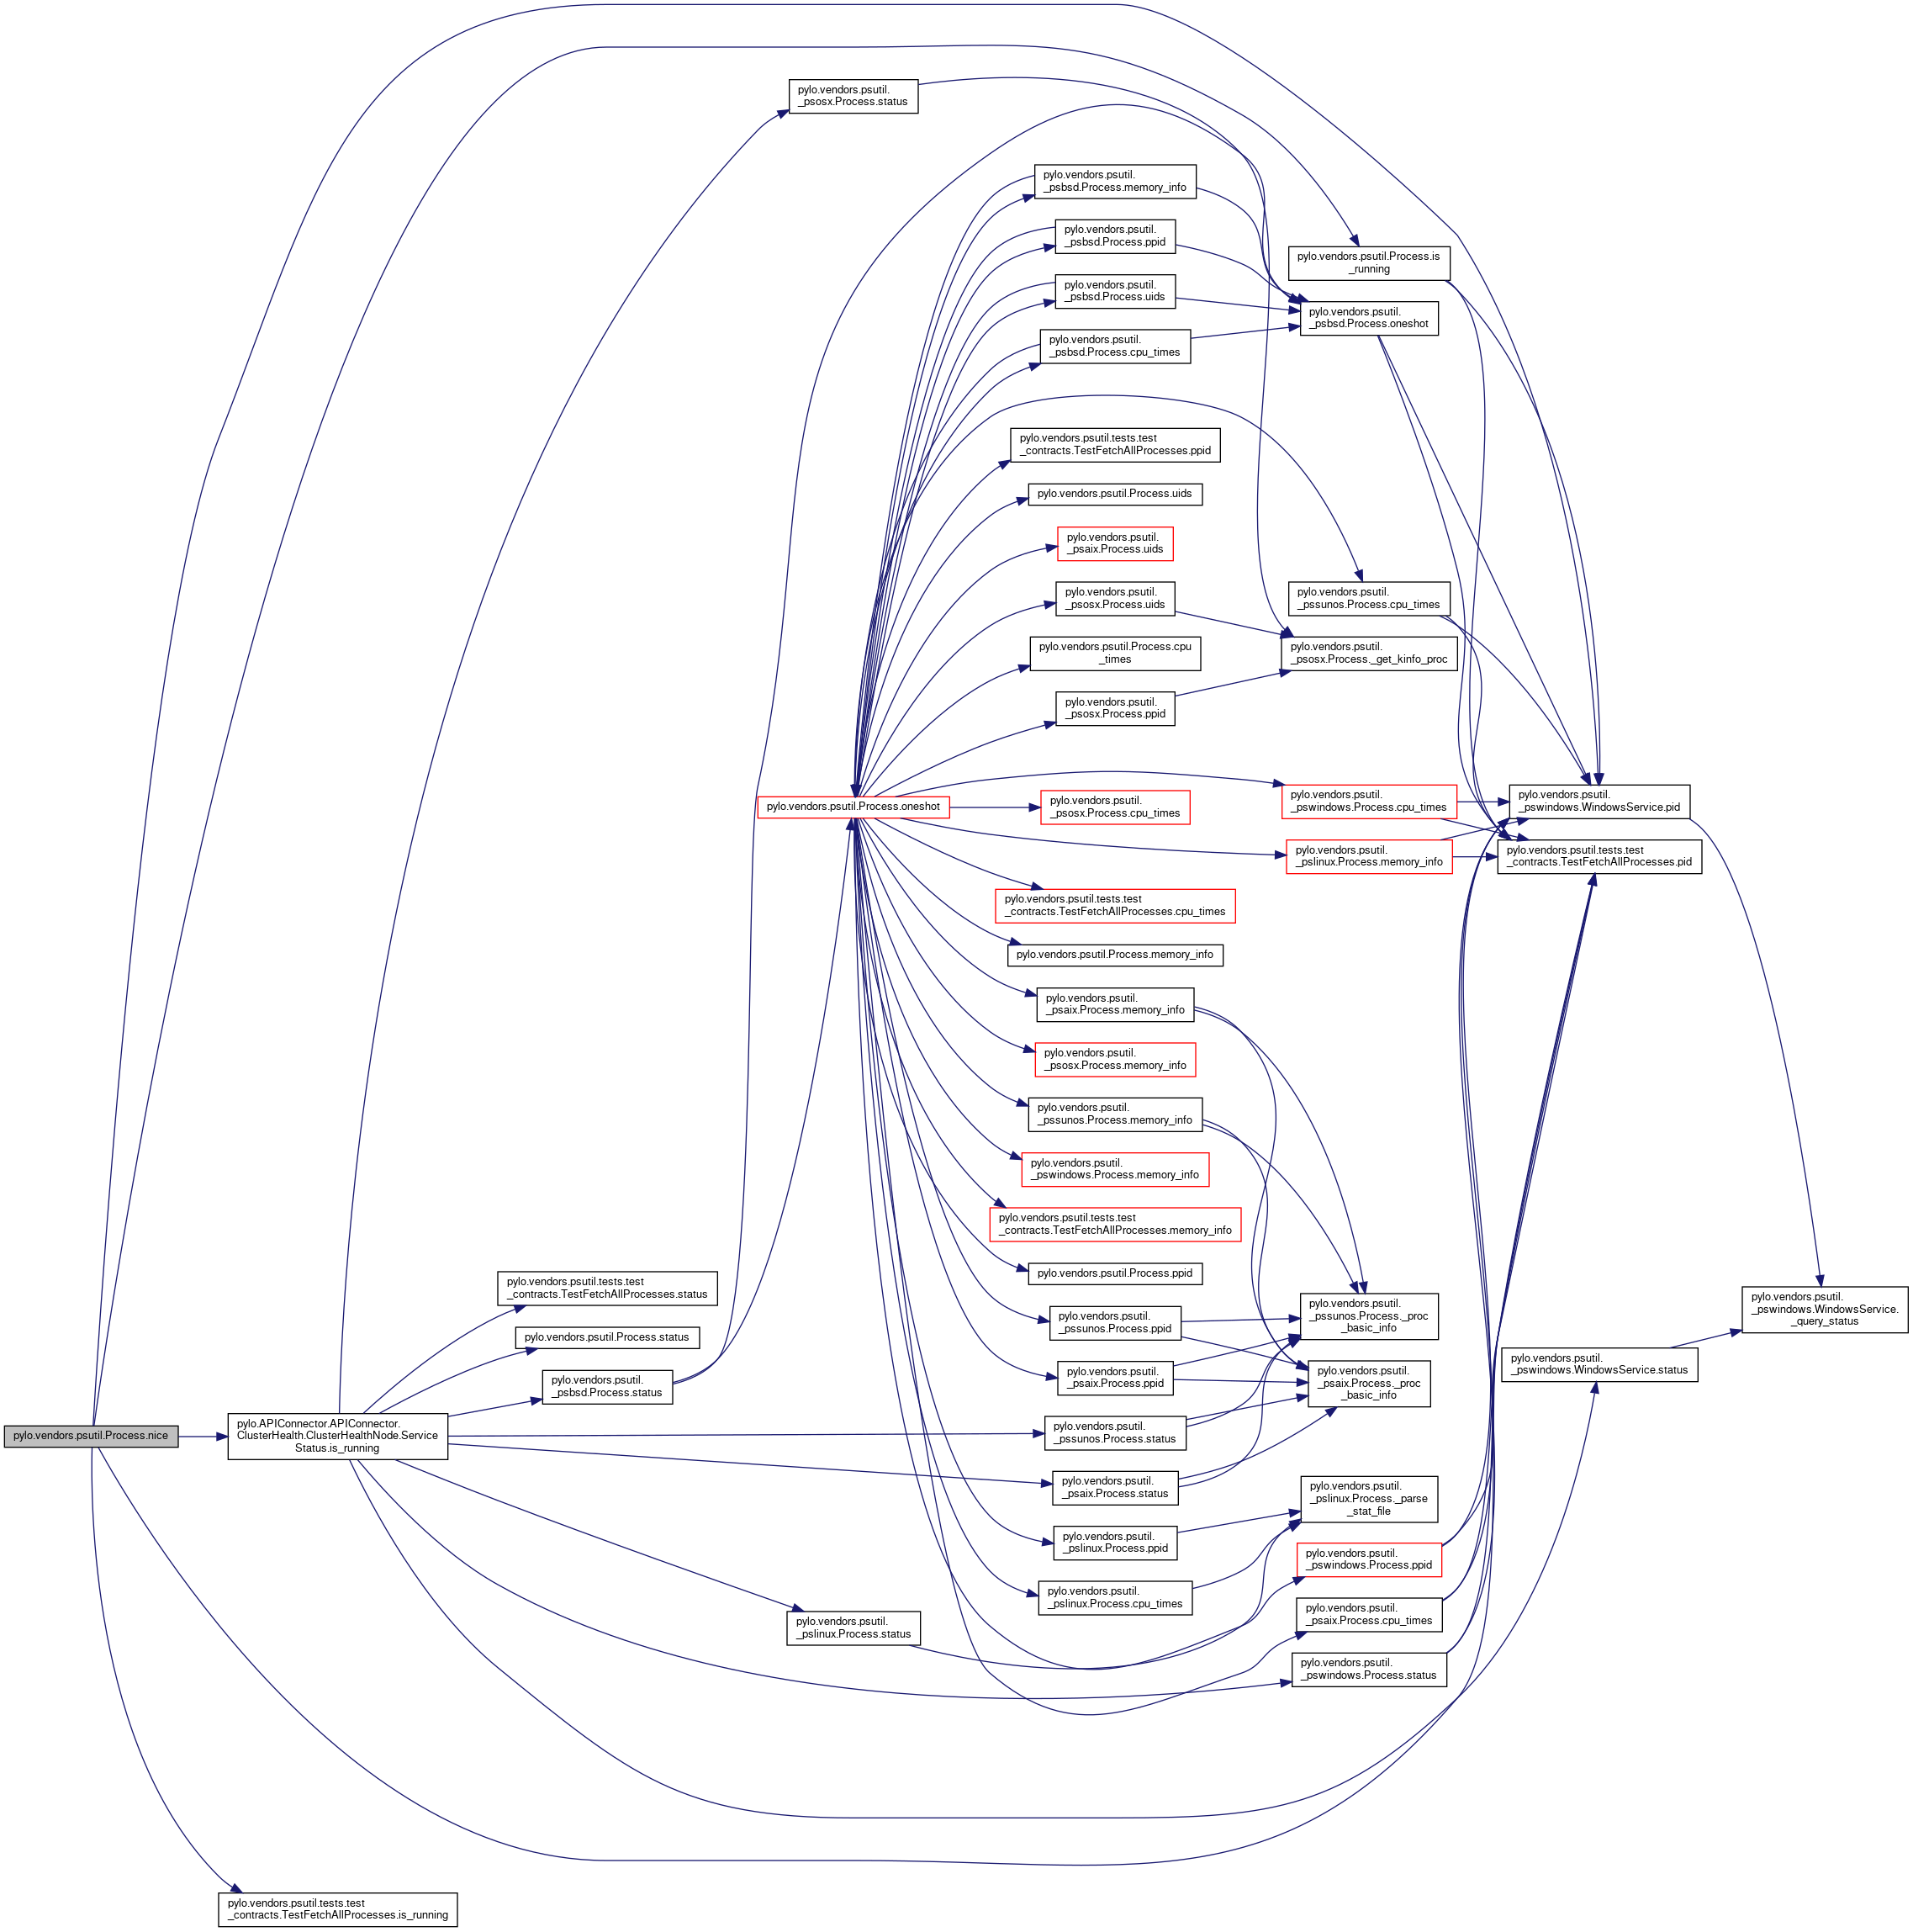 pylo.vendors.psutil.
_psosx.Process.status
pylo.vendors.psutil.
_psbsd.Process.memory_info
pylo.vendors.psutil.
_psbsd.Process.ppid
pylo.vendors.psutil.Process.is
_running
pylo.vendors.psutil.
_psbsd.Process.uids
pylo.vendors.psutil.
_psbsd.Process.oneshot
pylo.vendors.psutil.
_psbsd.Process.cpu_times
pylo.vendors.psutil.tests.test
_contracts.TestFetchAllProcesses.ppid
pylo.vendors.psutil.Process.uids
pylo.vendors.psutil.
_psaix.Process.uids
pylo.vendors.psutil.
_psosx.Process.uids
pylo.vendors.psutil.
_pssunos.Process.cpu_times
pylo.vendors.psutil.Process.cpu
_times
pylo.vendors.psutil.
_psosx.Process._get_kinfo_proc
pylo.vendors.psutil.
_psosx.Process.ppid
pylo.vendors.psutil.Process.oneshot
pylo.vendors.psutil.
_psosx.Process.cpu_times
pylo.vendors.psutil.
_pswindows.Process.cpu_times
pylo.vendors.psutil.
_pswindows.WindowsService.pid
pylo.vendors.psutil.
_pslinux.Process.memory_info
pylo.vendors.psutil.tests.test
_contracts.TestFetchAllProcesses.pid
pylo.vendors.psutil.tests.test
_contracts.TestFetchAllProcesses.cpu_times
pylo.vendors.psutil.Process.memory_info
pylo.vendors.psutil.
_psaix.Process.memory_info
pylo.vendors.psutil.
_psosx.Process.memory_info
pylo.vendors.psutil.
_pssunos.Process.memory_info
pylo.vendors.psutil.
_pswindows.Process.memory_info
pylo.vendors.psutil.tests.test
_contracts.TestFetchAllProcesses.memory_info
pylo.vendors.psutil.Process.ppid
pylo.vendors.psutil.tests.test
_contracts.TestFetchAllProcesses.status
pylo.vendors.psutil.
_pssunos.Process.ppid
pylo.vendors.psutil.
_pssunos.Process._proc
_basic_info
pylo.vendors.psutil.
_pswindows.WindowsService.
_query_status
pylo.vendors.psutil.Process.status
pylo.vendors.psutil.
_psbsd.Process.status
pylo.vendors.psutil.
_psaix.Process.ppid
pylo.vendors.psutil.
_psaix.Process._proc
_basic_info
pylo.vendors.psutil.
_pswindows.WindowsService.status
pylo.vendors.psutil.Process.nice
pylo.APIConnector.APIConnector.
ClusterHealth.ClusterHealthNode.Service
Status.is_running
pylo.vendors.psutil.
_pssunos.Process.status
pylo.vendors.psutil.
_psaix.Process.status
pylo.vendors.psutil.
_pslinux.Process._parse
_stat_file
pylo.vendors.psutil.
_pslinux.Process.ppid
pylo.vendors.psutil.
_pswindows.Process.ppid
pylo.vendors.psutil.
_pslinux.Process.cpu_times
pylo.vendors.psutil.
_psaix.Process.cpu_times
pylo.vendors.psutil.
_pslinux.Process.status
pylo.vendors.psutil.
_pswindows.Process.status
pylo.vendors.psutil.tests.test
_contracts.TestFetchAllProcesses.is_running